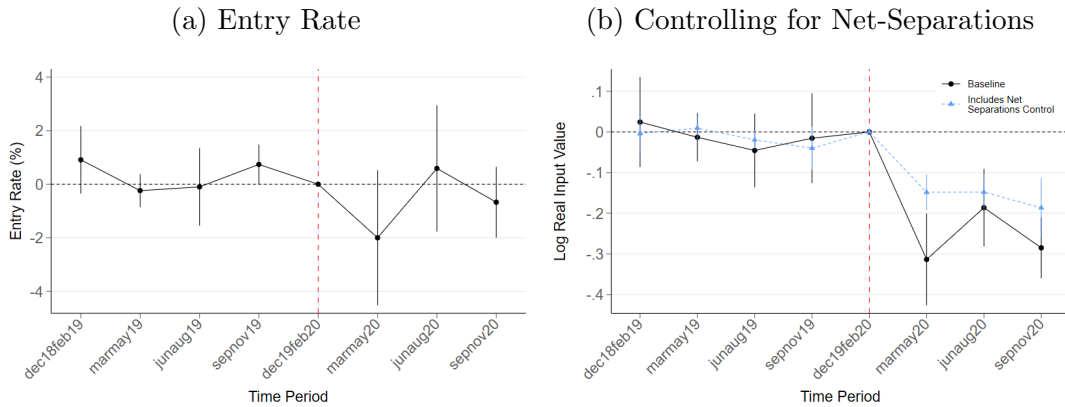 (a) Entry Rate
4
2
0
-2
-4
Entry Rate (%)
dec18feb19
marmay19
junaug19
sepnov19
dec19feb20
marmay20
junaug20
sepnov20
Time Period
(b) Controlling for Net-Separations
.1
0
-.1
-.2
-.3
-.4
Log Real Input Value
Baseline
Includes Net
Separations Control
dec18feb19
marmay19
junaug19
sepnov19
dec19feb20
marmay20
junaug20
sepnov20
Time Period